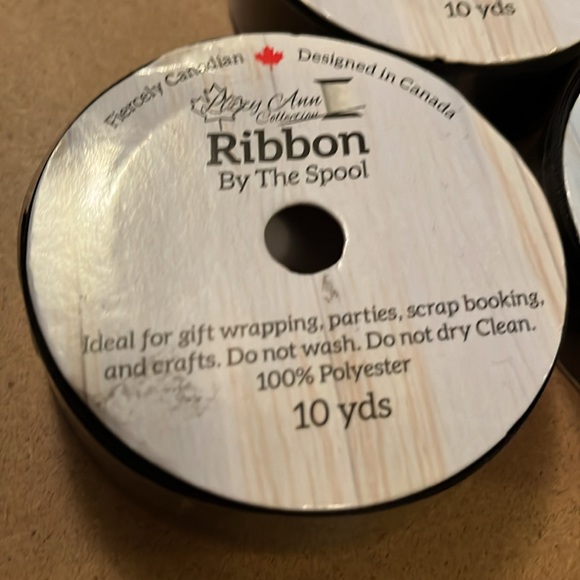 10 yds
Fiercely Canadian Designed in Canada
Ann
Collection
Ribbon
By The Spool
Ideal for gift wrapping, parties, scrap booking,
and crafts. Do not wash. Do not dry Clean.
100% Polyester
10 yds